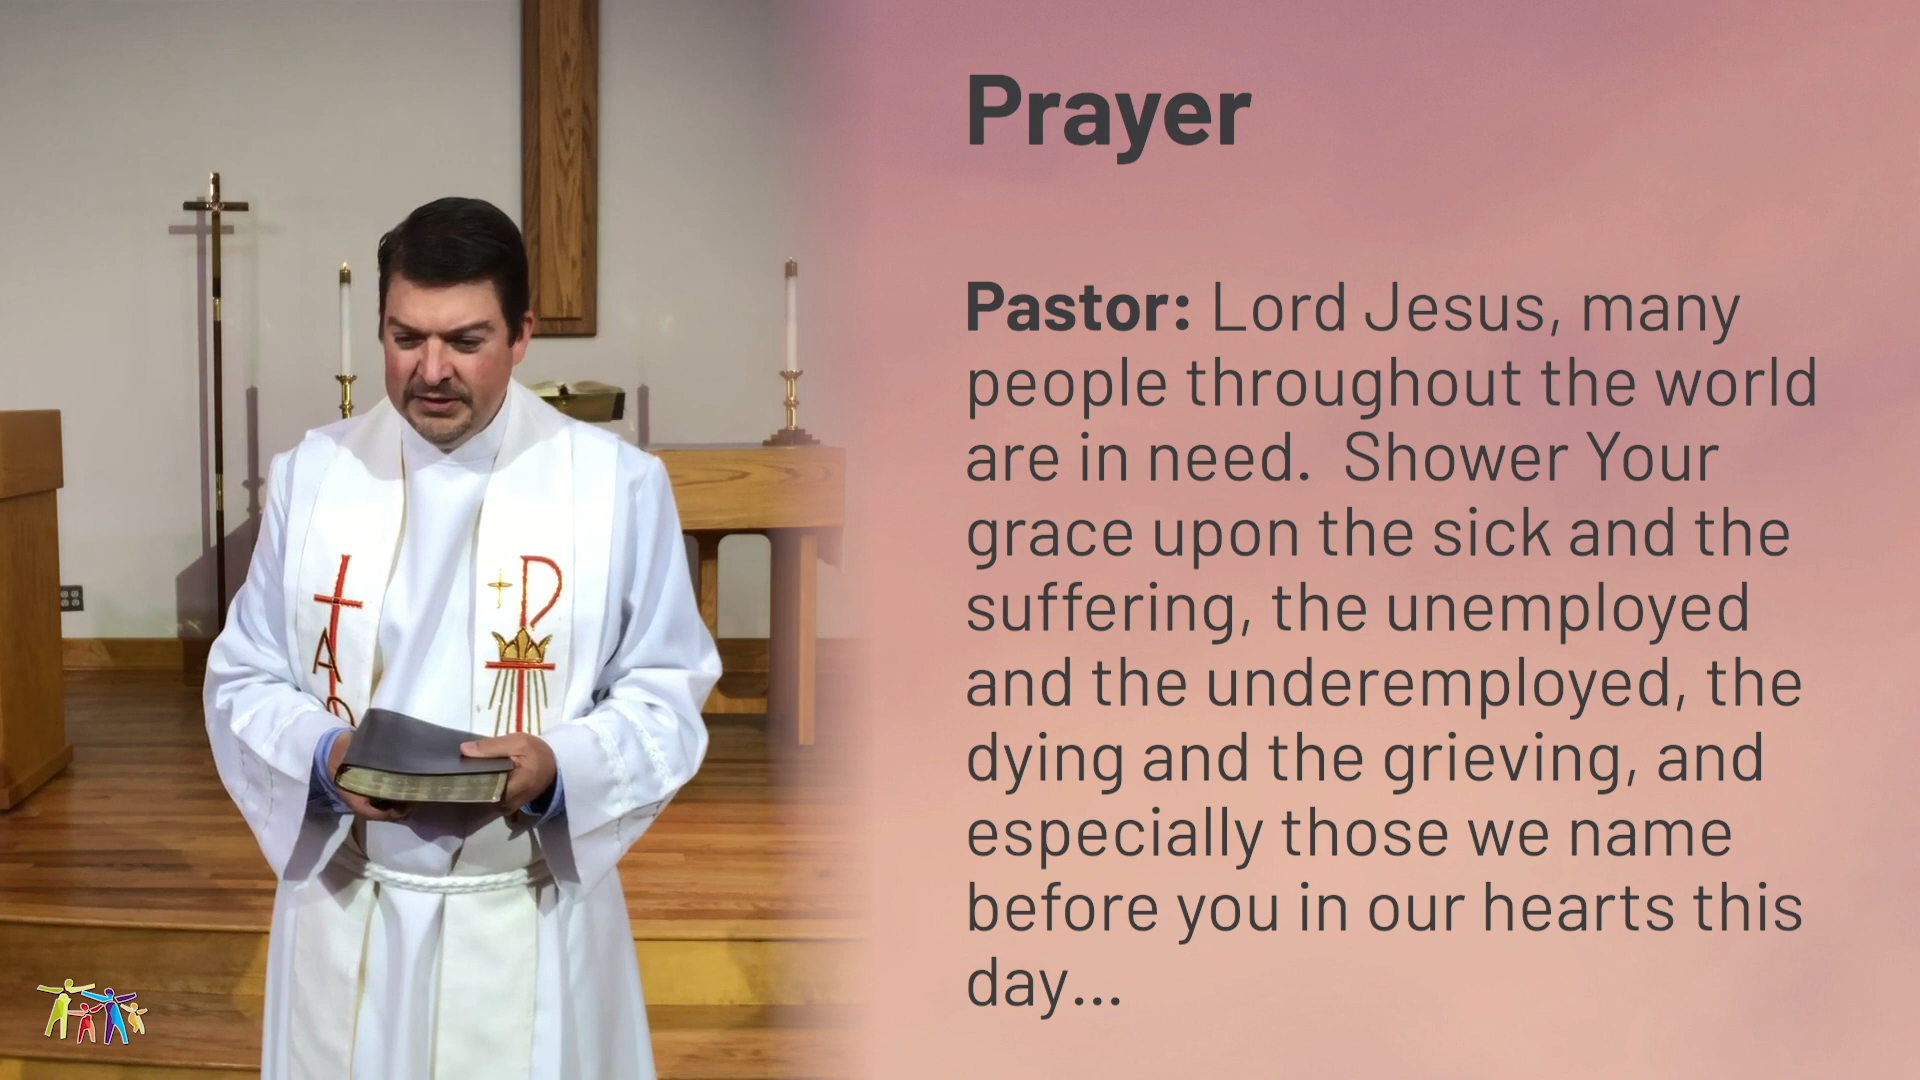 Prayer
Pastor: Lord Jesus, many
people throughout the world
are in need.  Shower Your
grace upon the sick and the
suffering, the unemployed
and the underemployed, the
dying and the grieving, and
especially those we name
before you in our hearts this
day...